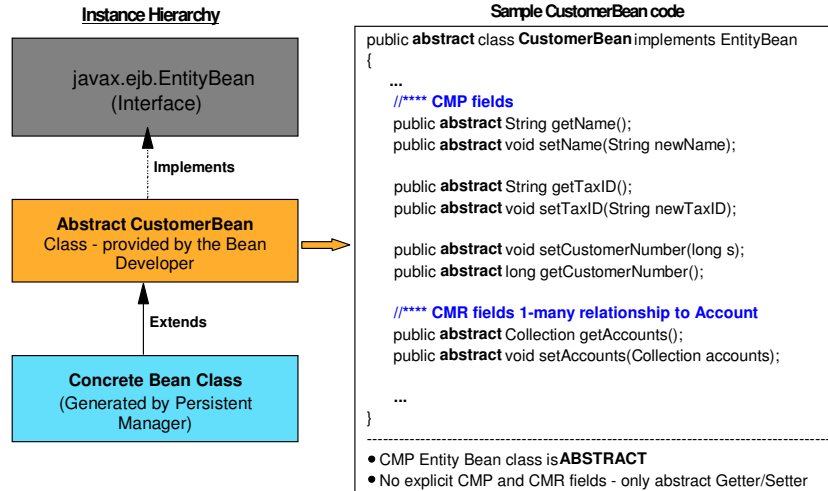 Instance Hierarchy
javax.ejb.EntityBean
(Interface)
Implements
Abstract CustomerBean
Class - provided by the Bean
Developer
Extends
Concrete Bean Class
(Generated by Persistent
Manager)
Sample CustomerBean code
public abstract class CustomerBean implements EntityBean
{
...
//**** CMP fields
public abstract String getName();
public abstract void setName(String newName);
public abstract String getTaxID();
public abstract void setTaxID(String newTaxID);
public abstract void setCustomerNumber(long s);
public abstract long getCustomerNumber();
//**** CMR fields 1-many relationship to Account
public abstract Collection getAccounts();
public abstract void setAccounts(Collection accounts);
...
}
● CMP Entity Bean class is ABSTRACT
● No explicit CMP and CMR fields - only abstract Getter/Setter